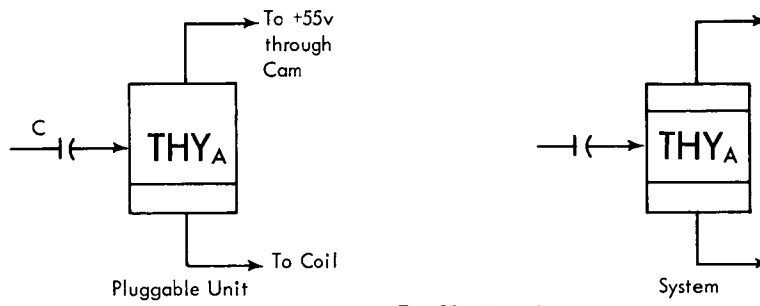 To +55v
through
Cam
C
THYA
THYA
To Coil
Pluggable Unit
System